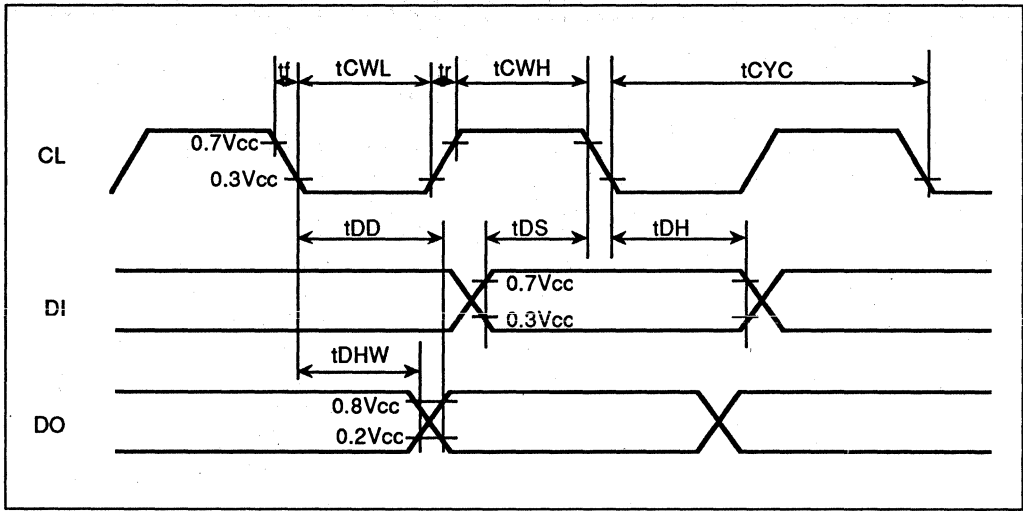 tf tCWL tr tCWH tCYC
CL
0.7Vcc
0.3Vcc
tDD tDS tDH
DI
0.7Vcc
0.3Vcc
tDHW
DO
0.8Vcc
0.2Vcc